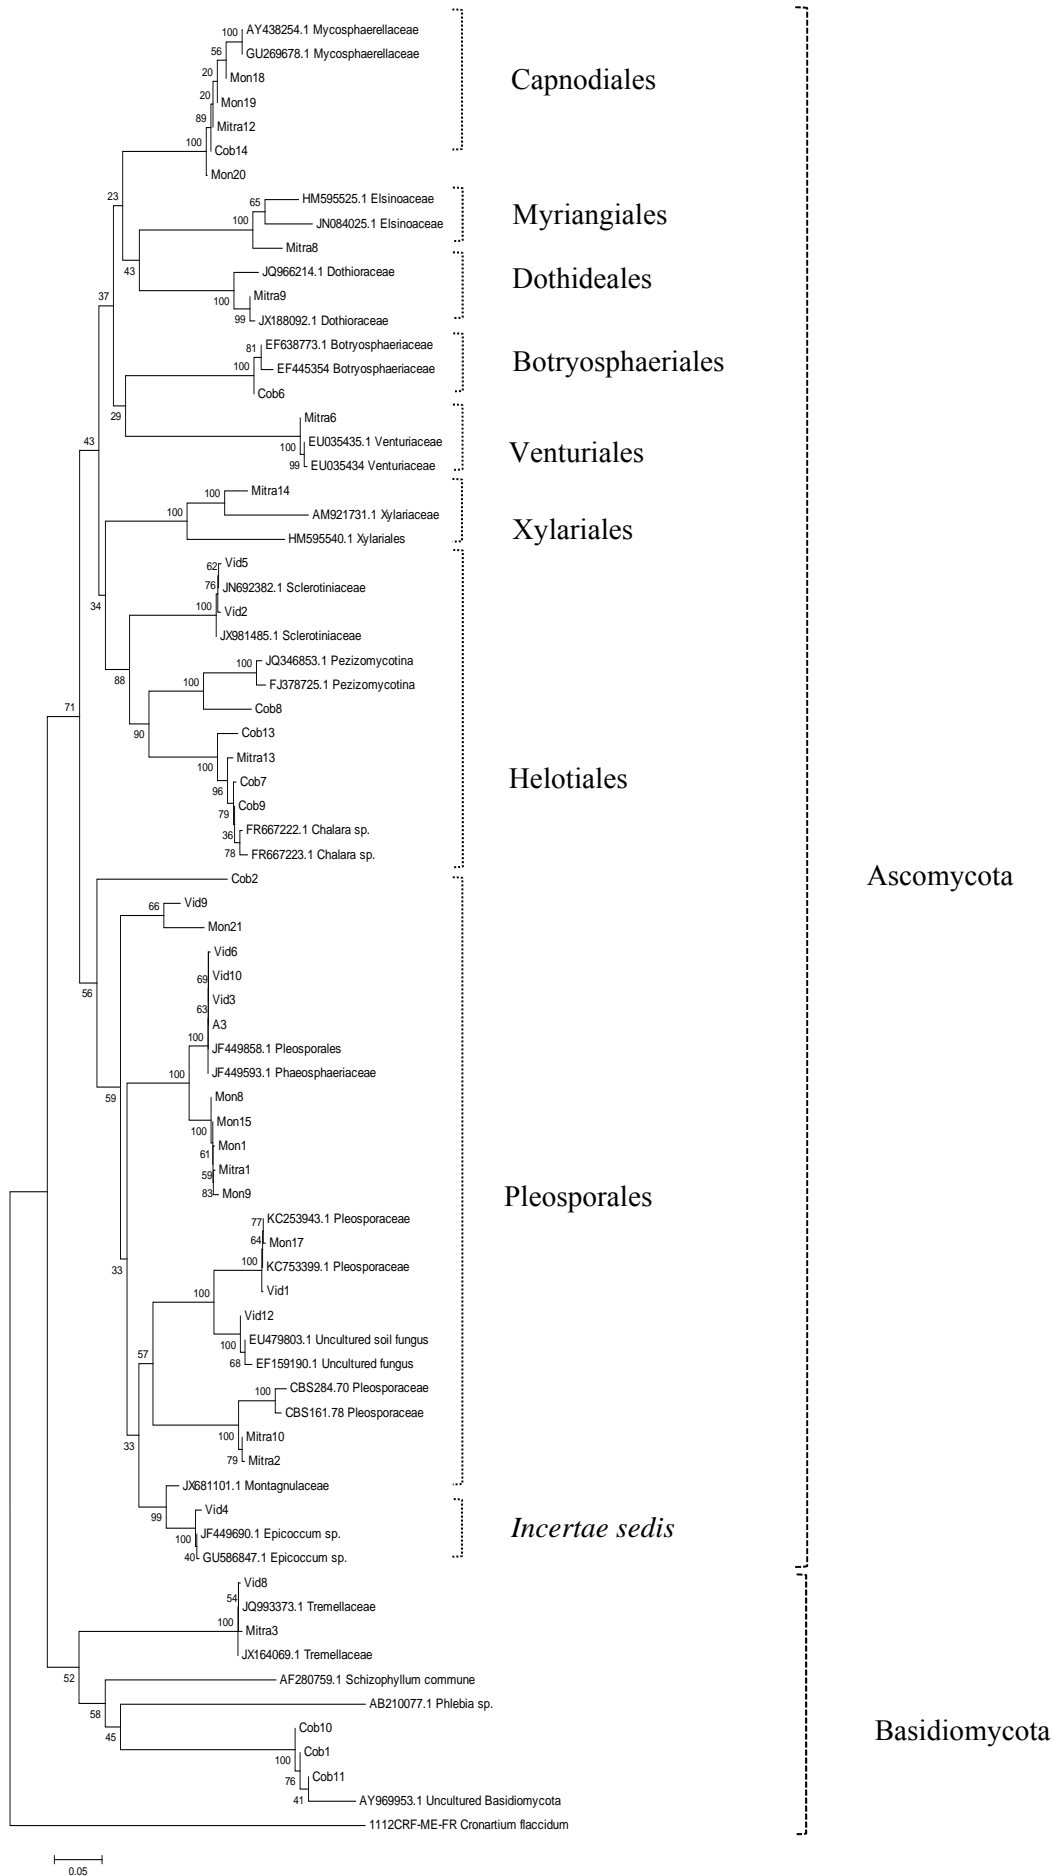 100 AY438254.1 Mycosphaerellaceae
56 GU269678.1 Mycosphaerellaceae
20 Mon18
20 Mon19
89 Mitra12
100 Cob14
Mon20
Capnodiales
23
65 HM595525.1 Elsinoaceae
100 JN084025.1 Elsinoaceae
Mitra8
Myriangiales
43
JQ966214.1 Dothioraceae
100 Mitra9
99 JX188092.1 Dothioraceae
Dothideales
37
81 EF638773.1 Botryosphaeriaceae
100 EF445354 Botryosphaeriaceae
Cob6
Botryosphaeriales
29
Mitra6
100 EU035435.1 Venturiaceae
99 EU035434 Venturiaceae
Venturiales
43
100 Mitra14
100 AM921731.1 Xylariaceae
HM595540.1 Xylariales
Xylariales
34
62 Vid5
76 JN692382.1 Sclerotiniaceae
100 Vid2
JX981485.1 Sclerotiniaceae
88
100 JQ346853.1 Pezizomycotina
100 FJ378725.1 Pezizomycotina
Cob8
90
Cob13
100 Mitra13
96 Cob7
79 Cob9
36 FR667222.1 Chalara sp.
78 FR667223.1 Chalara sp.
Helotiales
71
Ascomycota
Cob2
66 Vid9
Mon21
56
Vid6
69 Vid10
63 Vid3
A3
100 JF449858.1 Pleosporales
100 JF449593.1 Phaeosphaeriaceae
59
Mon8
100 Mon15
61 Mon1
59 Mitra1
83 Mon9
Pleosporales
33
77 KC253943.1 Pleosporaceae
64 Mon17
100 KC753399.1 Pleosporaceae
Vid1
100
Vid12
100 EU479803.1 Uncultured soil fungus
68 EF159190.1 Uncultured fungus
57
100 CBS284.70 Pleosporaceae
CBS161.78 Pleosporaceae
100 Mitra10
79 Mitra2
33
JX681101.1 Montagnulaceae
99 Vid4
100 JF449690.1 Epicoccum sp.
40 GU586847.1 Epicoccum sp.
Incertae sedis
Vid8
54 JQ993373.1 Tremellaceae
100 Mitra3
JX164069.1 Tremellaceae
52
AF280759.1 Schizophyllum commune
58
AB210077.1 Phlebia sp.
45
Cob10
100 Cob1
76 Cob11
41 AY969953.1 Uncultured Basidiomycota
Basidiomycota
1112CRF-ME-FR Cronartium flaccidum
0.05